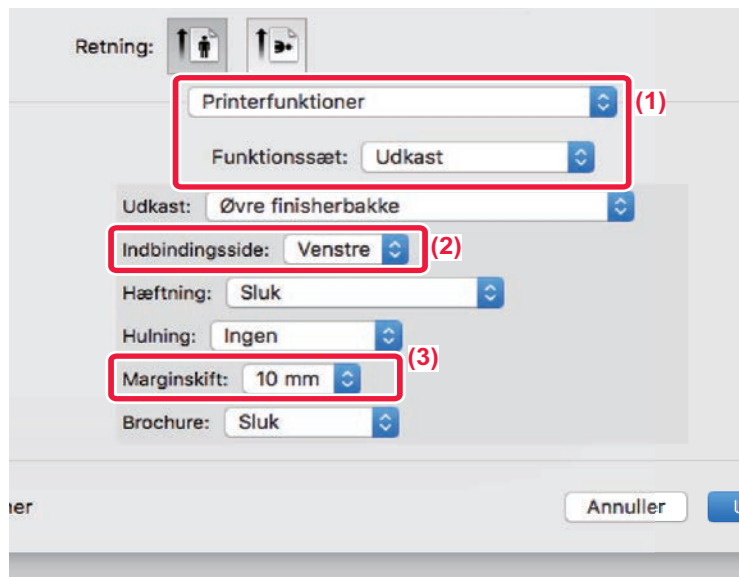 Retning:
Printerfunktioner (1)
Funktionssæt: Udkast
Udkast: Øvre finisherbakke
Indbindingsside: Venstre (2)
Hæftning: Sluk
Hulning: Ingen
(3)
Marginskift: 10 mm
Brochure: Sluk
ner Annuller U